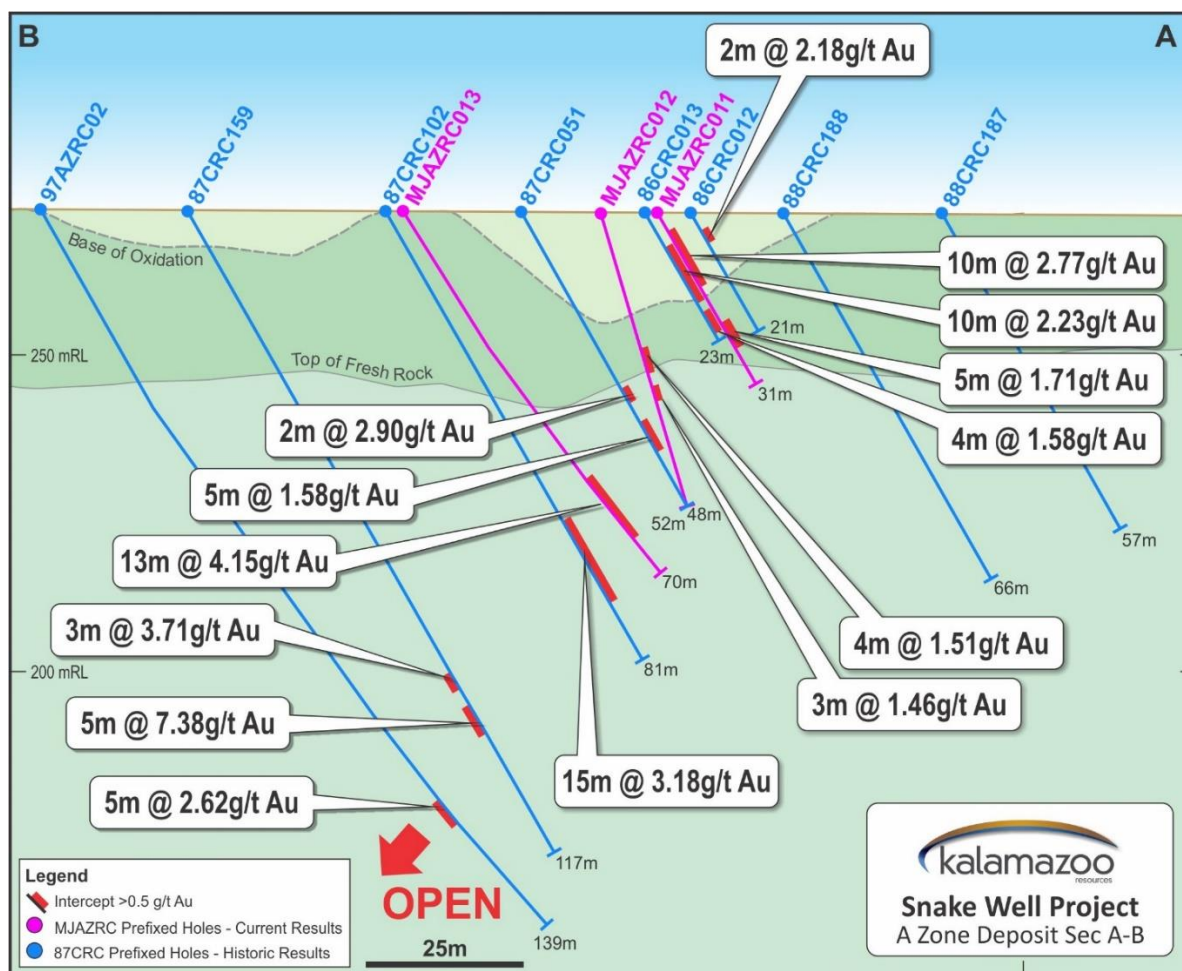 B
A
2m @ 2.18g/t Au
97AZRC02
87CRC159
87CRC102
MJAZRC013
87CRC051
MJAZRC012
86CRC013
MJAZRC011
86CRC012
88CRC188
88CRC187
Base of Oxidation
10m @ 2.77g/t Au
10m @ 2.23g/t Au
21m
23m
250 mRL
Top of Fresh Rock
5m @ 1.71g/t Au
31m
4m @ 1.58g/t Au
2m @ 2.90g/t Au
5m @ 1.58g/t Au
52m
48m
57m
13m @ 4.15g/t Au
70m
66m
3m @ 3.71g/t Au
4m @ 1.51g/t Au
200 mRL
81m
3m @ 1.46g/t Au
5m @ 7.38g/t Au
15m @ 3.18g/t Au
5m @ 2.62g/t Au
117m
OPEN
139m
25m
Legend
Intercept >0.5 g/t Au
MJAZRC Prefixed Holes - Current Results
87CRC Prefixed Holes - Historic Results
kalamazoo
resources
Snake Well Project
A Zone Deposit Sec A-B